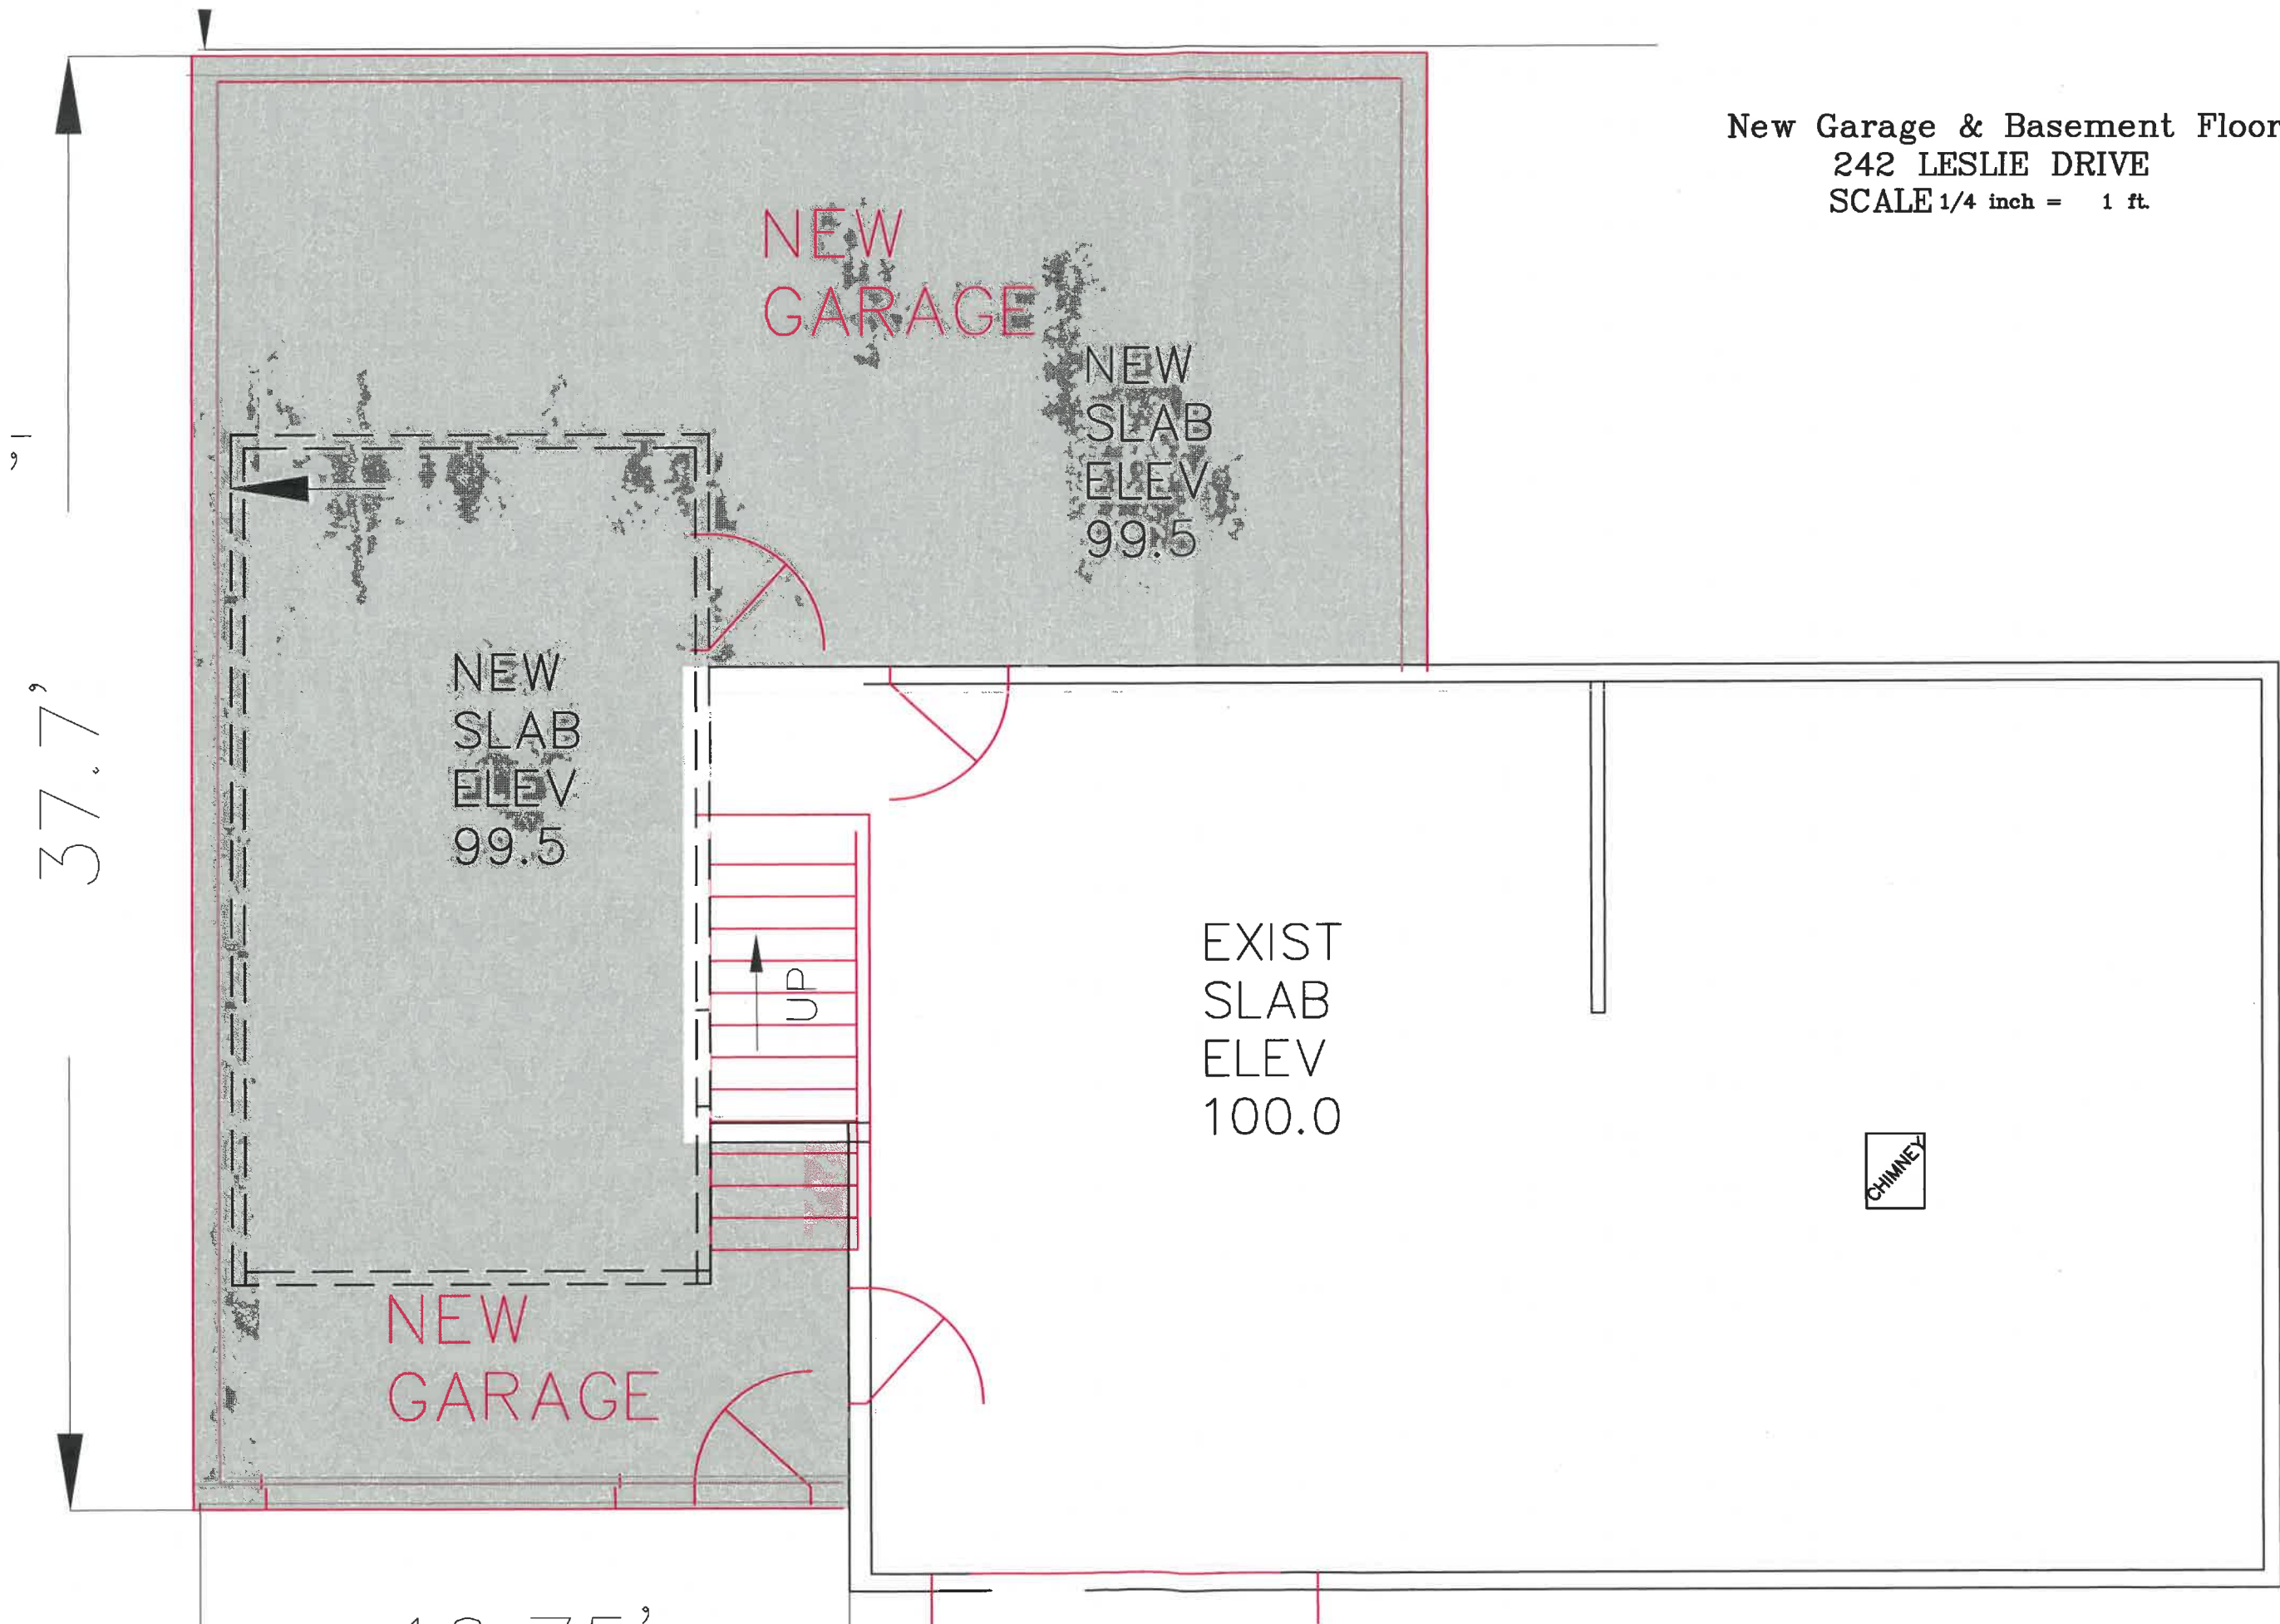 New Garage & Basement Floor
242 LESLIE DRIVE
SCALE 1/4 inch = 1 ft.
NEW
GARAGE
NEW
SLAB
ELEV
99.5
37.7'
NEW
SLAB
ELEV
99.5
UP
EXIST
SLAB
ELEV
100.0
CHIMNEY
NEW
GARAGE